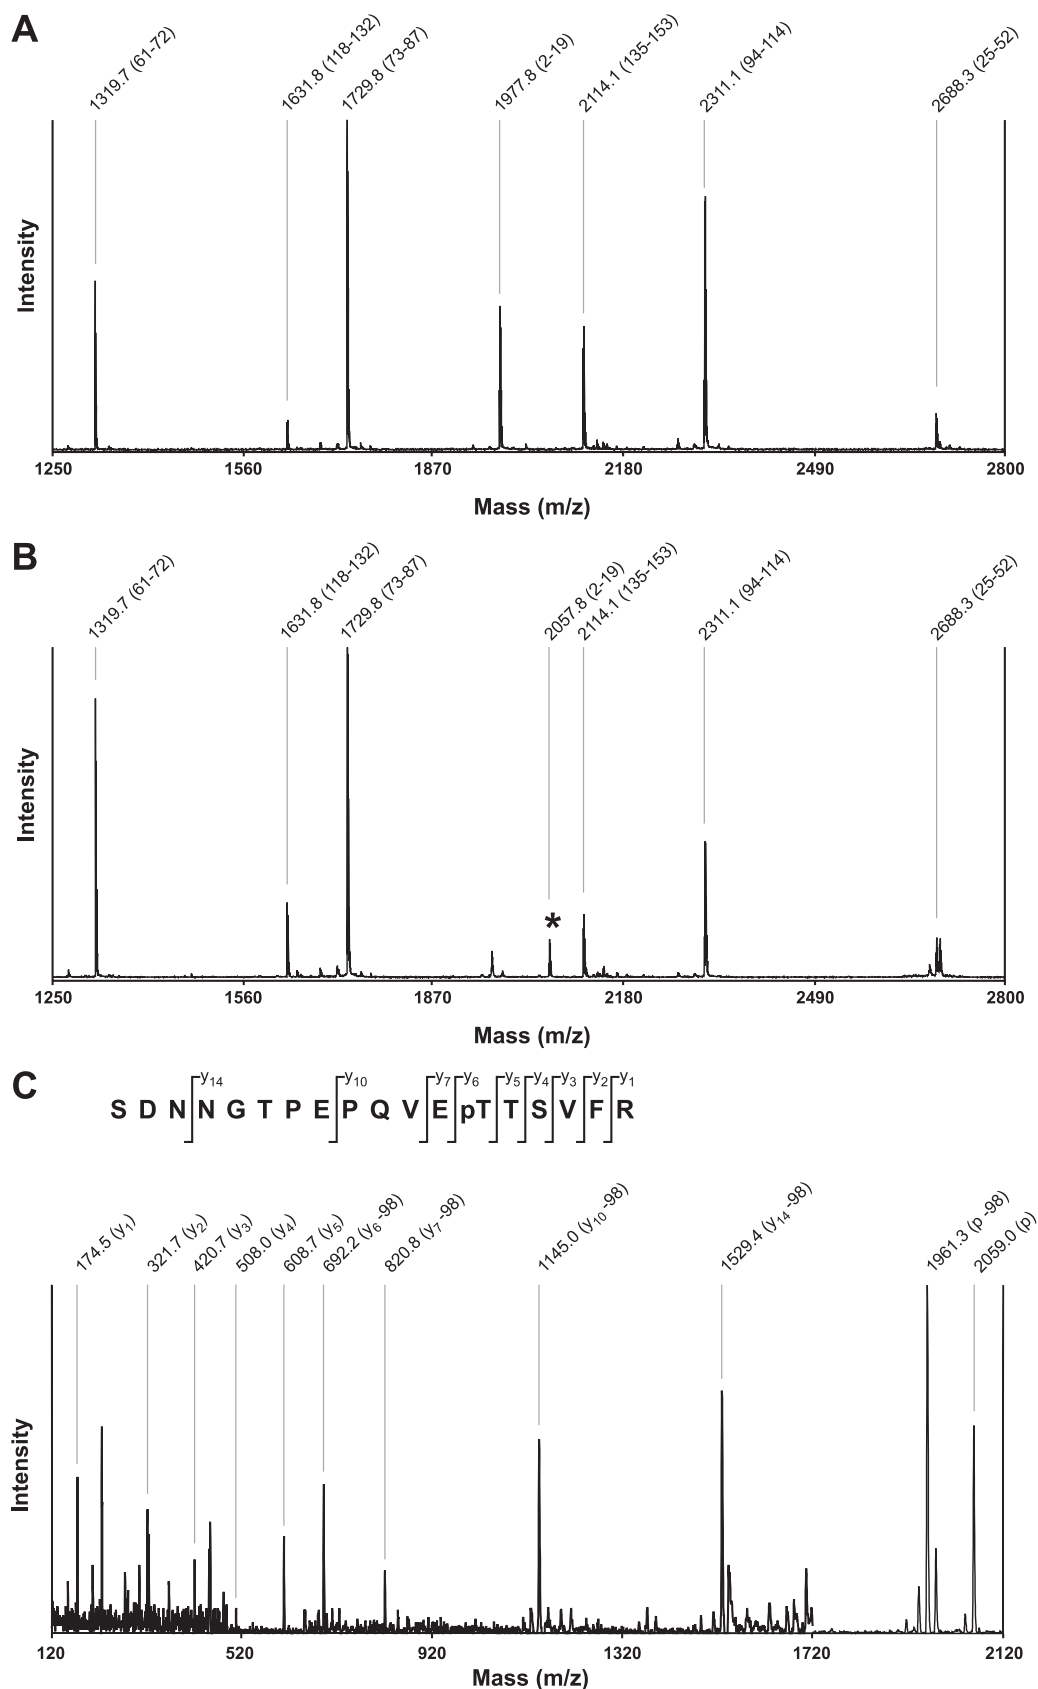 A
1319.7 (61-72)
1631.8 (118-132)
1729.8 (73-87)
1977.8 (2-19)
2114.1 (135-153)
2311.1 (94-114)
2688.3 (25-52)
Intensity
1250 1560 1870 2180 2490 2800
Mass (m/z)
B
1319.7 (61-72)
1631.8 (118-132)
1729.8 (73-87)
2057.8 (2-19)
2114.1 (135-153)
2311.1 (94-114)
2688.3 (25-52)
*
Intensity
1250 1560 1870 2180 2490 2800
Mass (m/z)
C
y14 y10 y7 y6 y5 y4 y3 y2 y1
S D N N G T P E P Q V E pT T S V F R
174.5 (y1)
321.7 (y2)
420.7 (y3)
508.0 (y4)
608.7 (y5)
692.2 (y6 -98)
820.8 (y7 -98)
1145.0 (y10 -98)
1529.4 (y14 -98)
1961.3 (p -98)
2059.0 (p)
Intensity
120 520 920 1320 1720 2120
Mass (m/z)